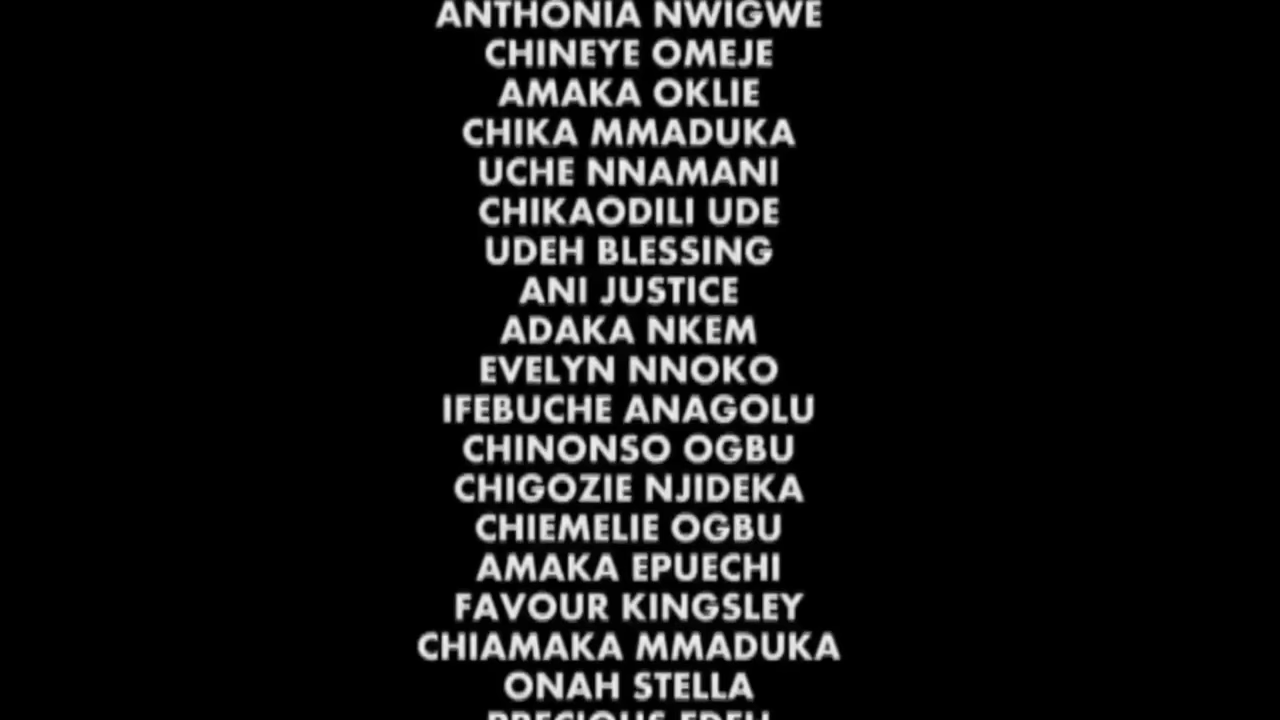 ANTHONIA NWIGWE
CHINEYE OMEJE
AMAKA OKLIE
CHIKA MMADUKA
UCHE NNAMANI
CHIKAODILI UDE
UDEH BLESSING
ANI JUSTICE
ADAKA NKEM
EVELYN NNOKO
IFEBUCHE ANAGOLU
CHINONSO OGBU
CHIGOZIE NJIDEKA
CHIEMELIE OGBU
AMAKA EPUECHI
FAVOUR KINGSLEY
CHIAMAKA MMADUKA
ONAH STELLA
PRECIOUS